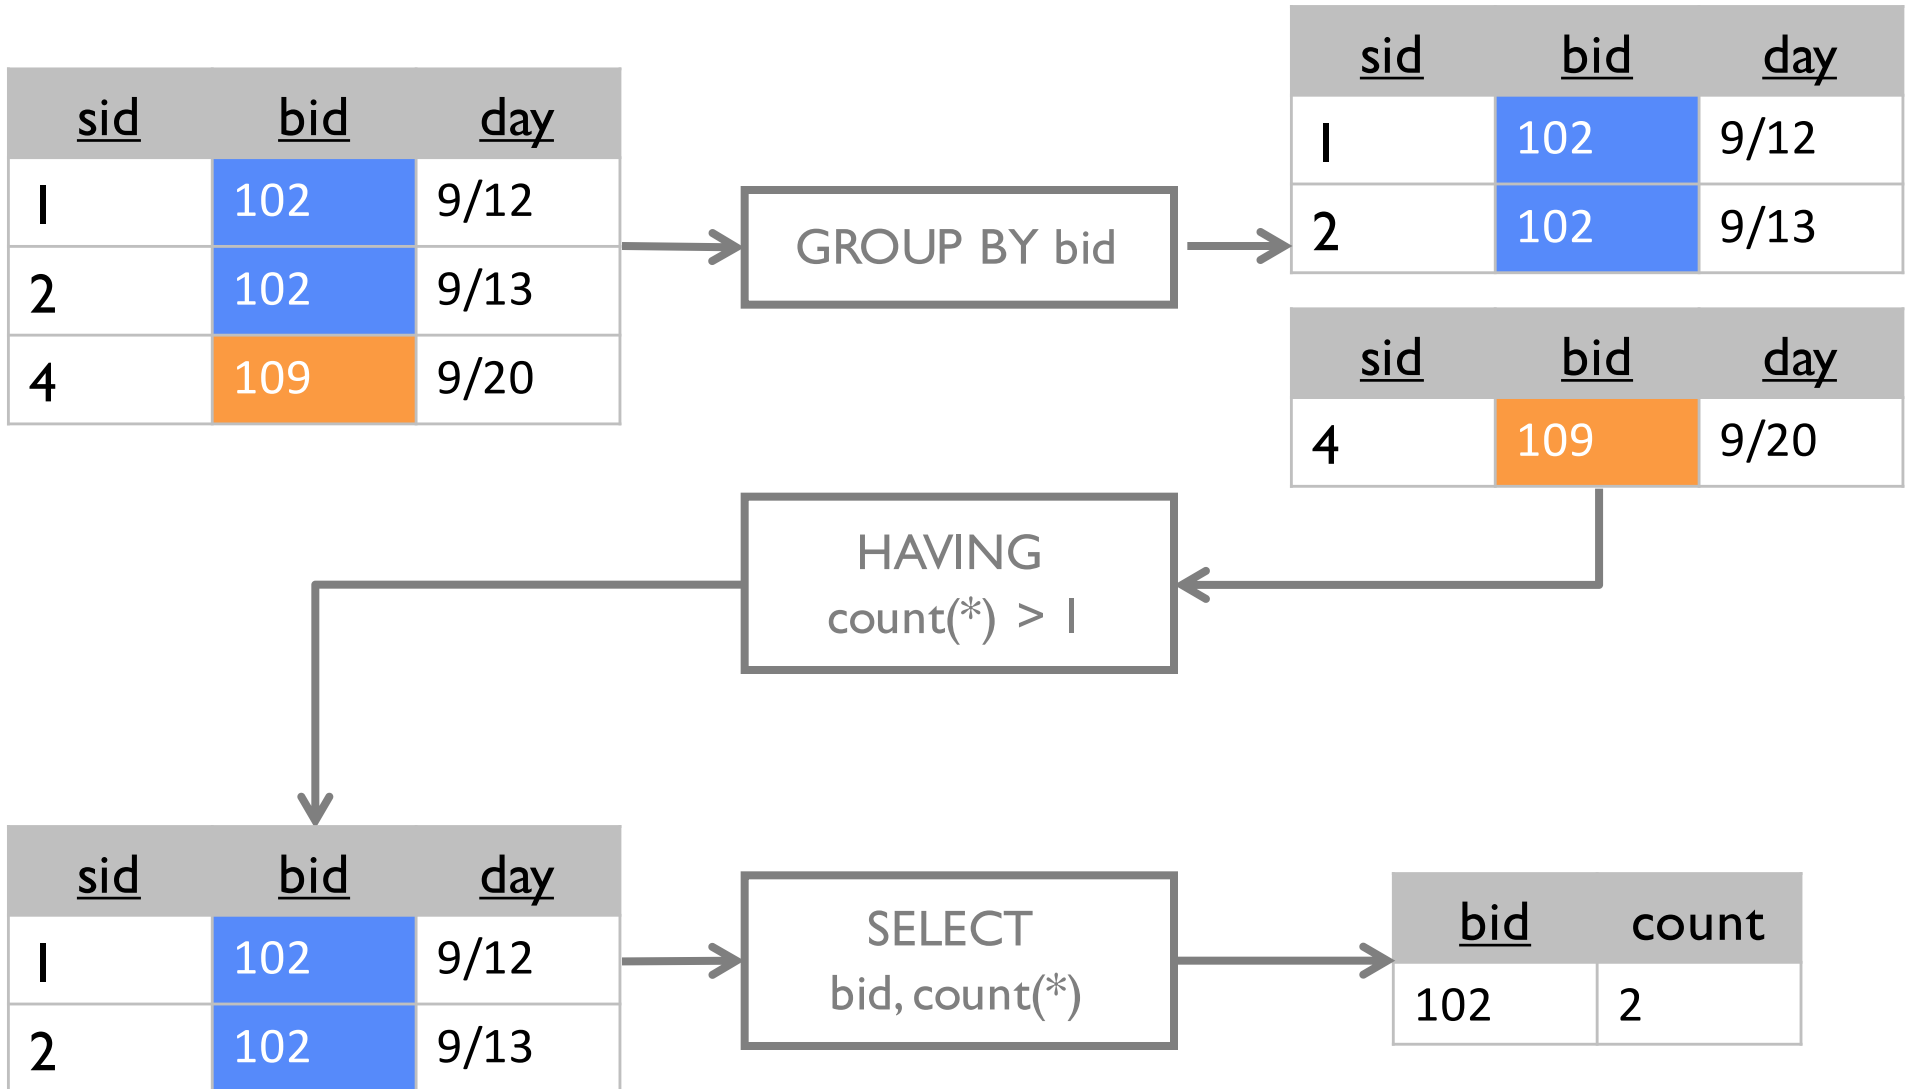 sid bid day
1 102 9/12
2 102 9/13
4 109 9/20
GROUP BY bid
sid bid day
1 102 9/12
2 102 9/13
sid bid day
4 109 9/20
HAVING
count(*) > 1
sid bid day
1 102 9/12
2 102 9/13
SELECT
bid, count(*)
bid count
102 2